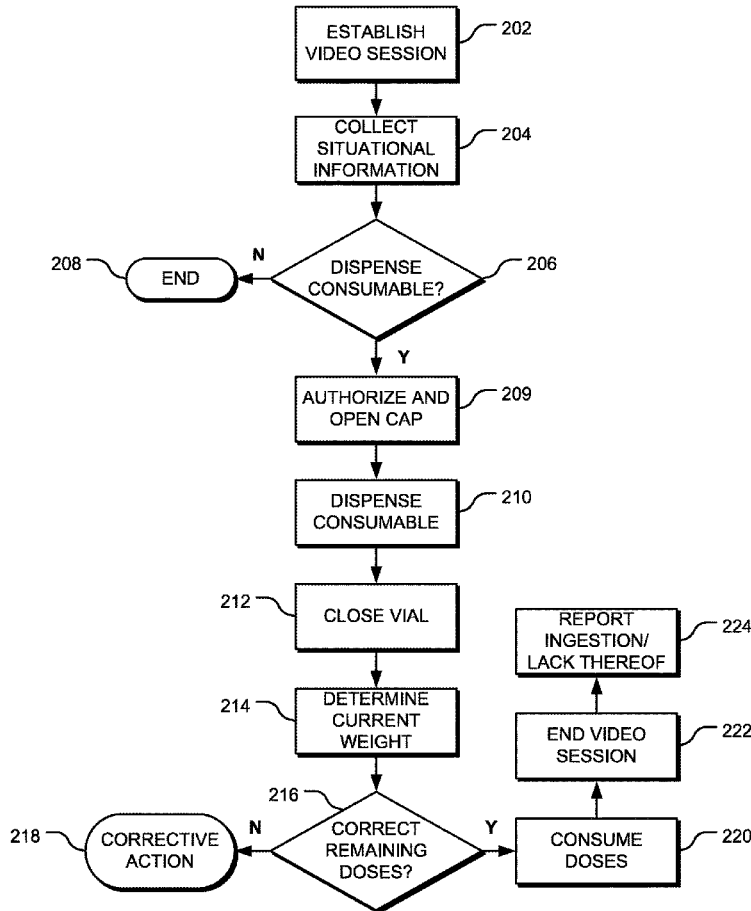 ESTABLISH
VIDEO SESSION
202
COLLECT
SITUATIONAL
INFORMATION
204
DISPENSE
CONSUMABLE?
206
N
208
END
Y
AUTHORIZE AND
OPEN CAP
209
DISPENSE
CONSUMABLE
210
212
CLOSE VIAL
214
DETERMINE
CURRENT
WEIGHT
216
CORRECT
REMAINING
DOSES?
N
218
CORRECTIVE
ACTION
Y
CONSUME
DOSES
220
END VIDEO
SESSION
222
REPORT
INGESTION/
LACK THEREOF
224